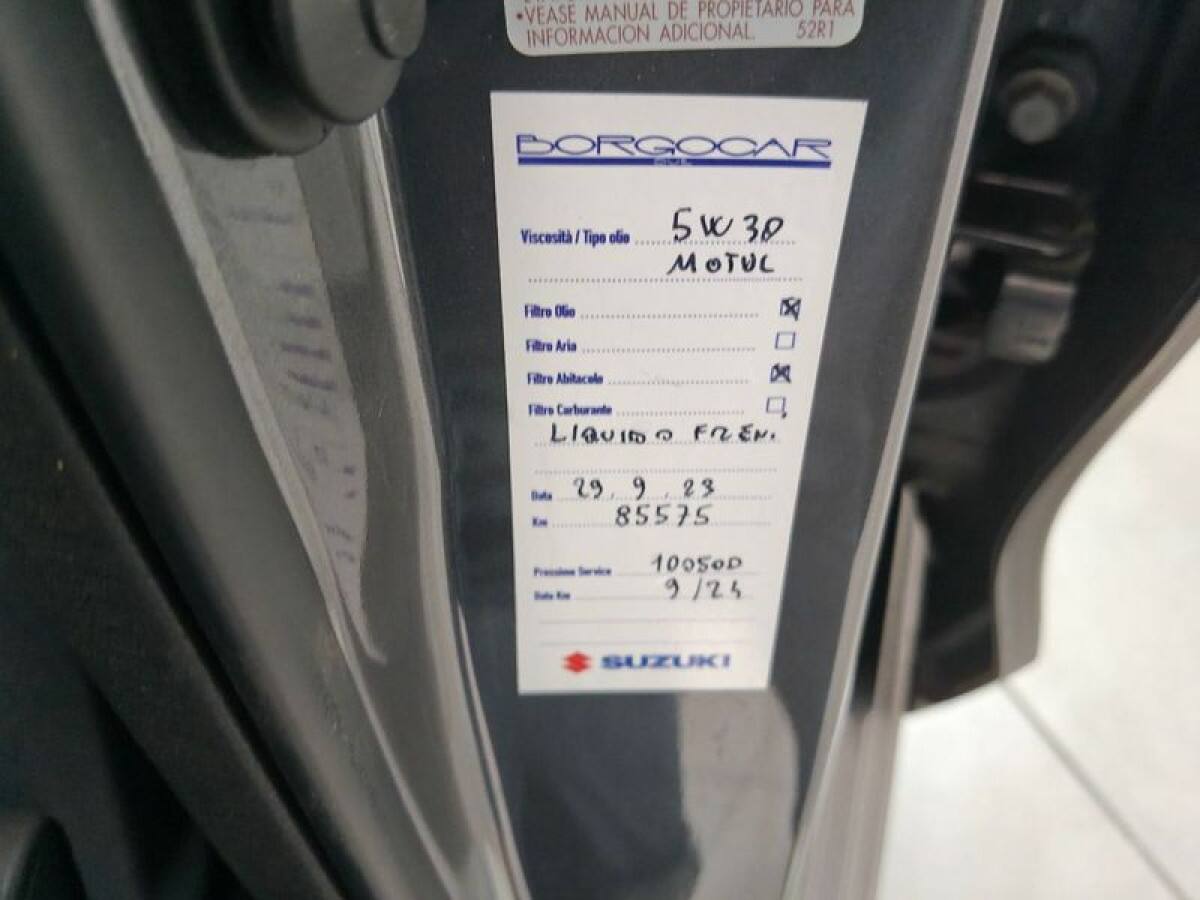 •VEASE MANUAL DE PROPIETARIO PARA
INFORMACION ADICIONAL. 52R1
BORGOCAR
Viscosità / Tipo olio 5W30
MOTUL
Filtro Olio
Filtro Aria
Filtro Abitacolo
Filtro Carburante
LIQUIDO FREN.
Data 29.9.23
Km 85575
Prossimo Service 100500
Data Km 9/24
SUZUKI